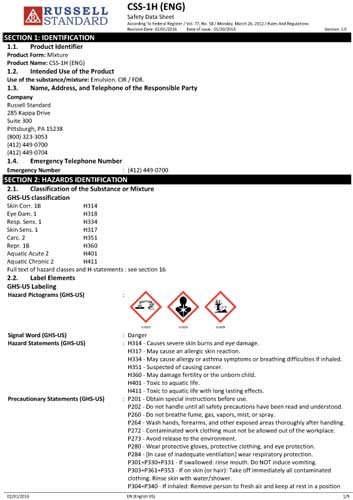 RUSSELL
STANDARD
CSS-1H (ENG)
Safety Data Sheet
According To Federal Register / Vol. 77, No. 58 / Monday, March 26, 2012 / Rules And Regulations
Revision Date: 02/01/2016 Date of issue: 01/20/2015 Version: 1.0
SECTION 1: IDENTIFICATION
1.1. Product Identifier
Product Form: Mixture
Product Name: CSS-1H (ENG)
1.2. Intended Use of the Product
Use of the substance/mixture: Emulsion. CIR / FDR.
1.3. Name, Address, and Telephone of the Responsible Party
Company
Russell Standard
285 Kappa Drive
Suite 300
Pittsburgh, PA 15238
(800) 323-3053
(412) 449-0700
(412) 449-0704
1.4. Emergency Telephone Number
Emergency Number : (412) 449-0700
SECTION 2: HAZARDS IDENTIFICATION
2.1. Classification of the Substance or Mixture
GHS-US classification
Skin Corr. 1B H314
Eye Dam. 1 H318
Resp. Sens. 1 H334
Skin Sens. 1 H317
Carc. 2 H351
Repr. 1B H360
Aquatic Acute 2 H401
Aquatic Chronic 2 H411
Full text of hazard classes and H-statements : see section 16
2.2. Label Elements
GHS-US Labeling
Hazard Pictograms (GHS-US) :
Signal Word (GHS-US) : Danger
Hazard Statements (GHS-US) : H314 - Causes severe skin burns and eye damage.
H317 - May cause an allergic skin reaction.
H334 - May cause allergy or asthma symptoms or breathing difficulties if inhaled.
H351 - Suspected of causing cancer.
H360 - May damage fertility or the unborn child.
H401 - Toxic to aquatic life.
H411 - Toxic to aquatic life with long lasting effects.
Precautionary Statements (GHS-US) : P201 - Obtain special instructions before use.
P202 - Do not handle until all safety precautions have been read and understood.
P260 - Do not breathe fume, gas, vapors, mist, or spray.
P264 - Wash hands, forearms, and other exposed areas thoroughly after handling.
P272 - Contaminated work clothing must not be allowed out of the workplace.
P273 - Avoid release to the environment.
P280 - Wear protective gloves, protective clothing, and eye protection.
P284 - [In case of inadequate ventilation] wear respiratory protection.
P301+P330+P331 - If swallowed: rinse mouth. Do NOT induce vomiting.
P303+P361+P353 - If on skin (or hair): Take off immediately all contaminated
clothing. Rinse skin with water/shower.
P304+P340 - If inhaled: Remove person to fresh air and keep at rest in a position
02/01/2016 EN (English US) 1/9